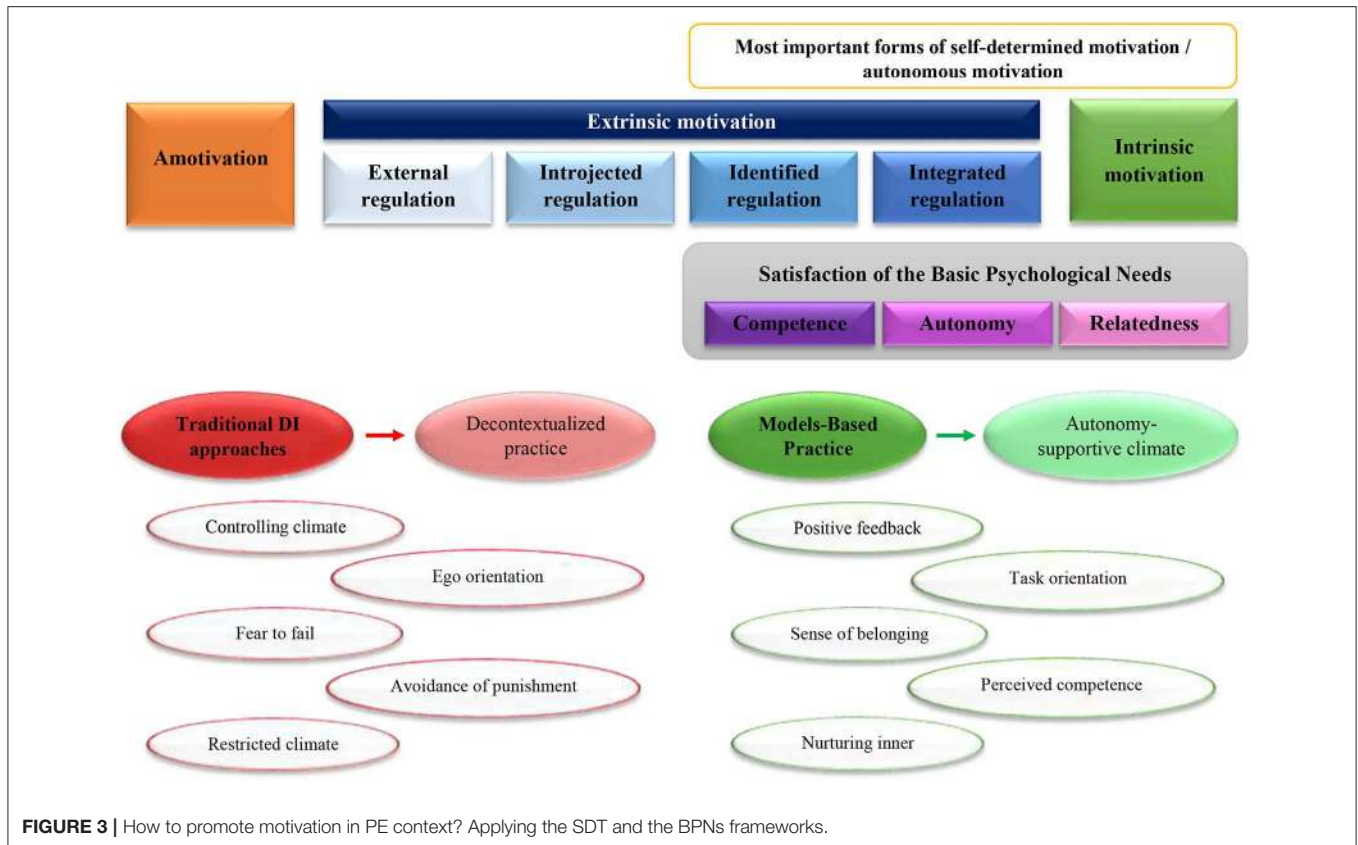 Most important forms of self-determined motivation /
autonomous motivation
Amotivation
Extrinsic motivation
Intrinsic
motivation
External
regulation
Introjected
regulation
Identified
regulation
Integrated
regulation
Satisfaction of the Basic Psychological Needs
Competence
Autonomy
Relatedness
Traditional DI
approaches
Decontextualized
practice
Models-Based
Practice
Autonomy-
supportive climate
Controlling climate
Ego orientation
Fear to fail
Avoidance of punishment
Restricted climate
Positive feedback
Task orientation
Sense of belonging
Perceived competence
Nurturing inner
FIGURE 3 | How to promote motivation in PE context? Applying the SDT and the BPNs frameworks.